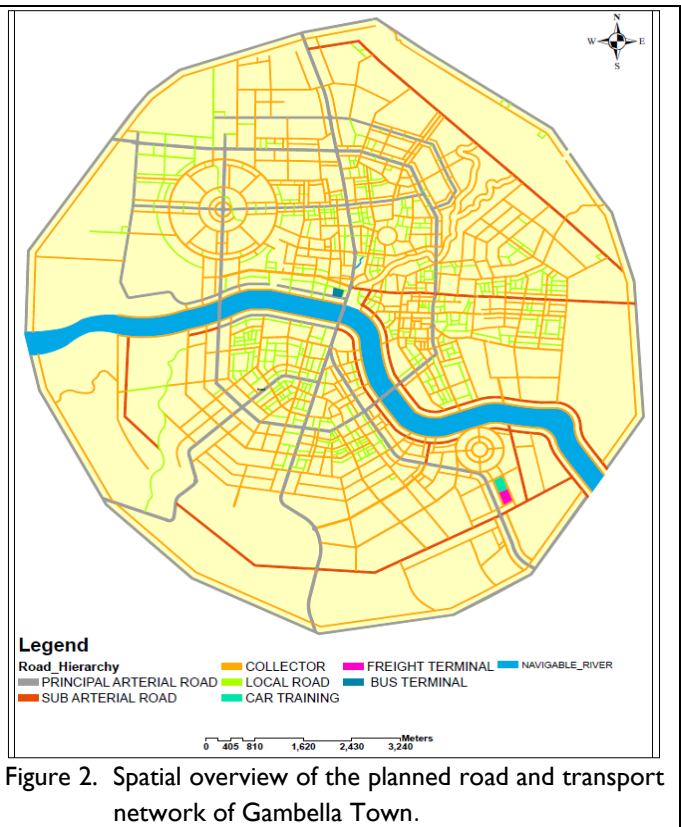 N
W E
S
Legend
Road_Hierarchy
PRINCIPAL ARTERIAL ROAD
SUB ARTERIAL ROAD
COLLECTOR
LOCAL ROAD
CAR TRAINING
FREIGHT TERMINAL
BUS TERMINAL
NAVIGABLE_RIVER
Meters
0 405 810 1,620 2,430 3,240
Figure 2. Spatial overview of the planned road and transport
network of Gambella Town.